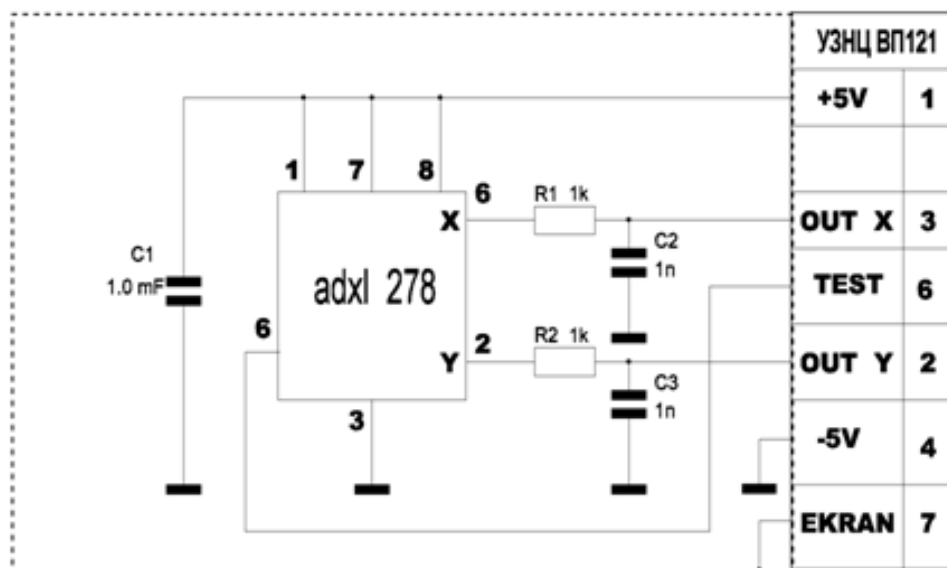 УЗНЦ ВП121
+5V 1
1 7 8
X 6 R1 1k
OUT X 3
C2
1n
C1
1.0 mF
adxl 278
TEST 6
6
Y 2 R2 1k
OUT Y 2
C3
1n
3
-5V 4
EKRAN 7